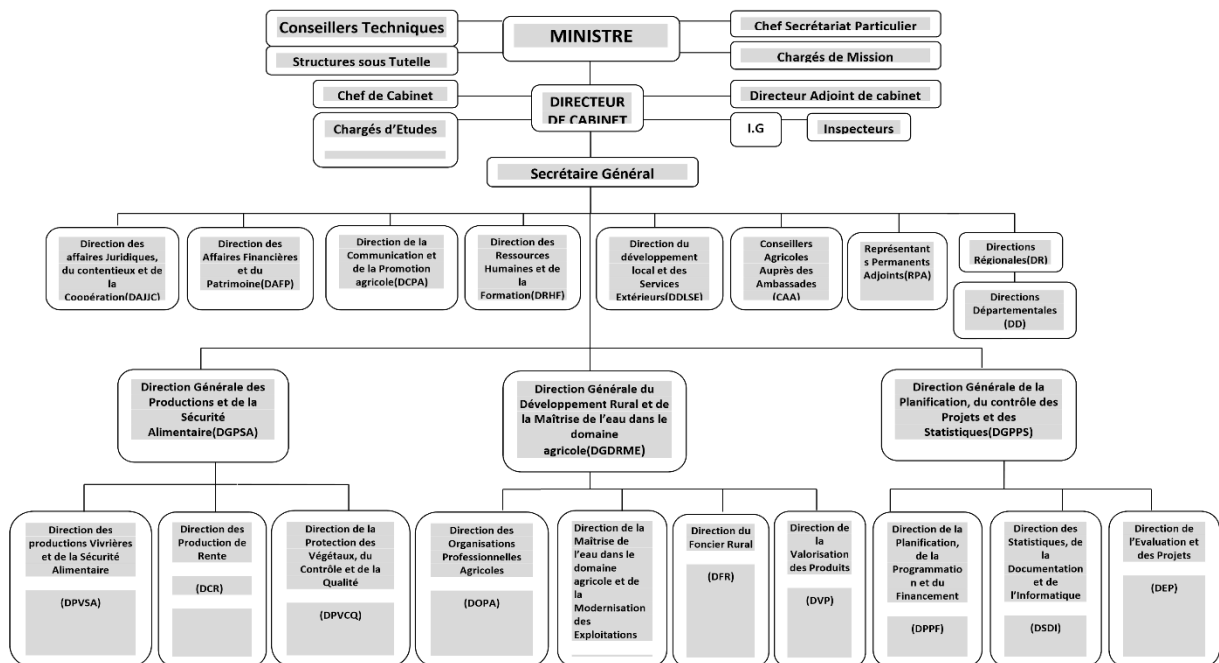 Conseillers Techniques
MINISTRE
Chef Secrétariat Particulier
Structures sous Tutelle
Chargés de Mission
Chef de Cabinet
DIRECTEUR
DE CABINET
Directeur Adjoint de cabinet
Chargés d'Etudes
I.G
Inspecteurs
Secrétaire Général
Direction des
affaires Juridiques,
du contentieux et de
la
Coopération(DAJJC)
Direction des
Affaires Financières
et du
Patrimoine(DAFP)
Direction de la
Communication et
de la Promotion
agricole(DCPA)
Direction des
Ressources
Humaines et de
la
Formation(DRHF)
Direction du
développement
local et des
Services
Extérieurs(DDLSE)
Conseillers
Agricoles
Auprès des
Ambassades
(CAA)
Représentant
s Permanents
Adjoints(RPA)
Directions
Régionales(DR)
Directions
Départementales
(DD)
Direction Générale des
Productions et de la
Sécurité
Alimentaire(DGPSA)
Direction Générale du
Développement Rural et de
la Maîtrise de l'eau dans le
domaine
agricole(DGDRME)
Direction Générale de la
Planification, du contrôle des
Projets et des
Statistiques(DGPPS)
Direction des
productions Vivrières
et de la Sécurité
Alimentaire
(DPVSA)
Direction des
Production de
Rente
(DCR)
Direction de la
Protection des
Végétaux, du
Contrôle et de la
Qualité
(DPVCQ)
Direction des
Organisations
Professionnelles
Agricoles
(DOPA)
Direction de la
Maîtrise de
l'eau dans le
domaine
agricole et de
la
Modernisation
des
Exploitations
Direction du
Foncier Rural
(DFR)
Direction de
la
Valorisation
des Produits
(DVP)
Direction de la
Planification,
de la
Programmatio
n et du
Financement
(DPPF)
Direction des
Statistiques, de
la
Documentation
et de
l'Informatique
(DSDI)
Direction de
l'Evaluation et
des Projets
(DEP)